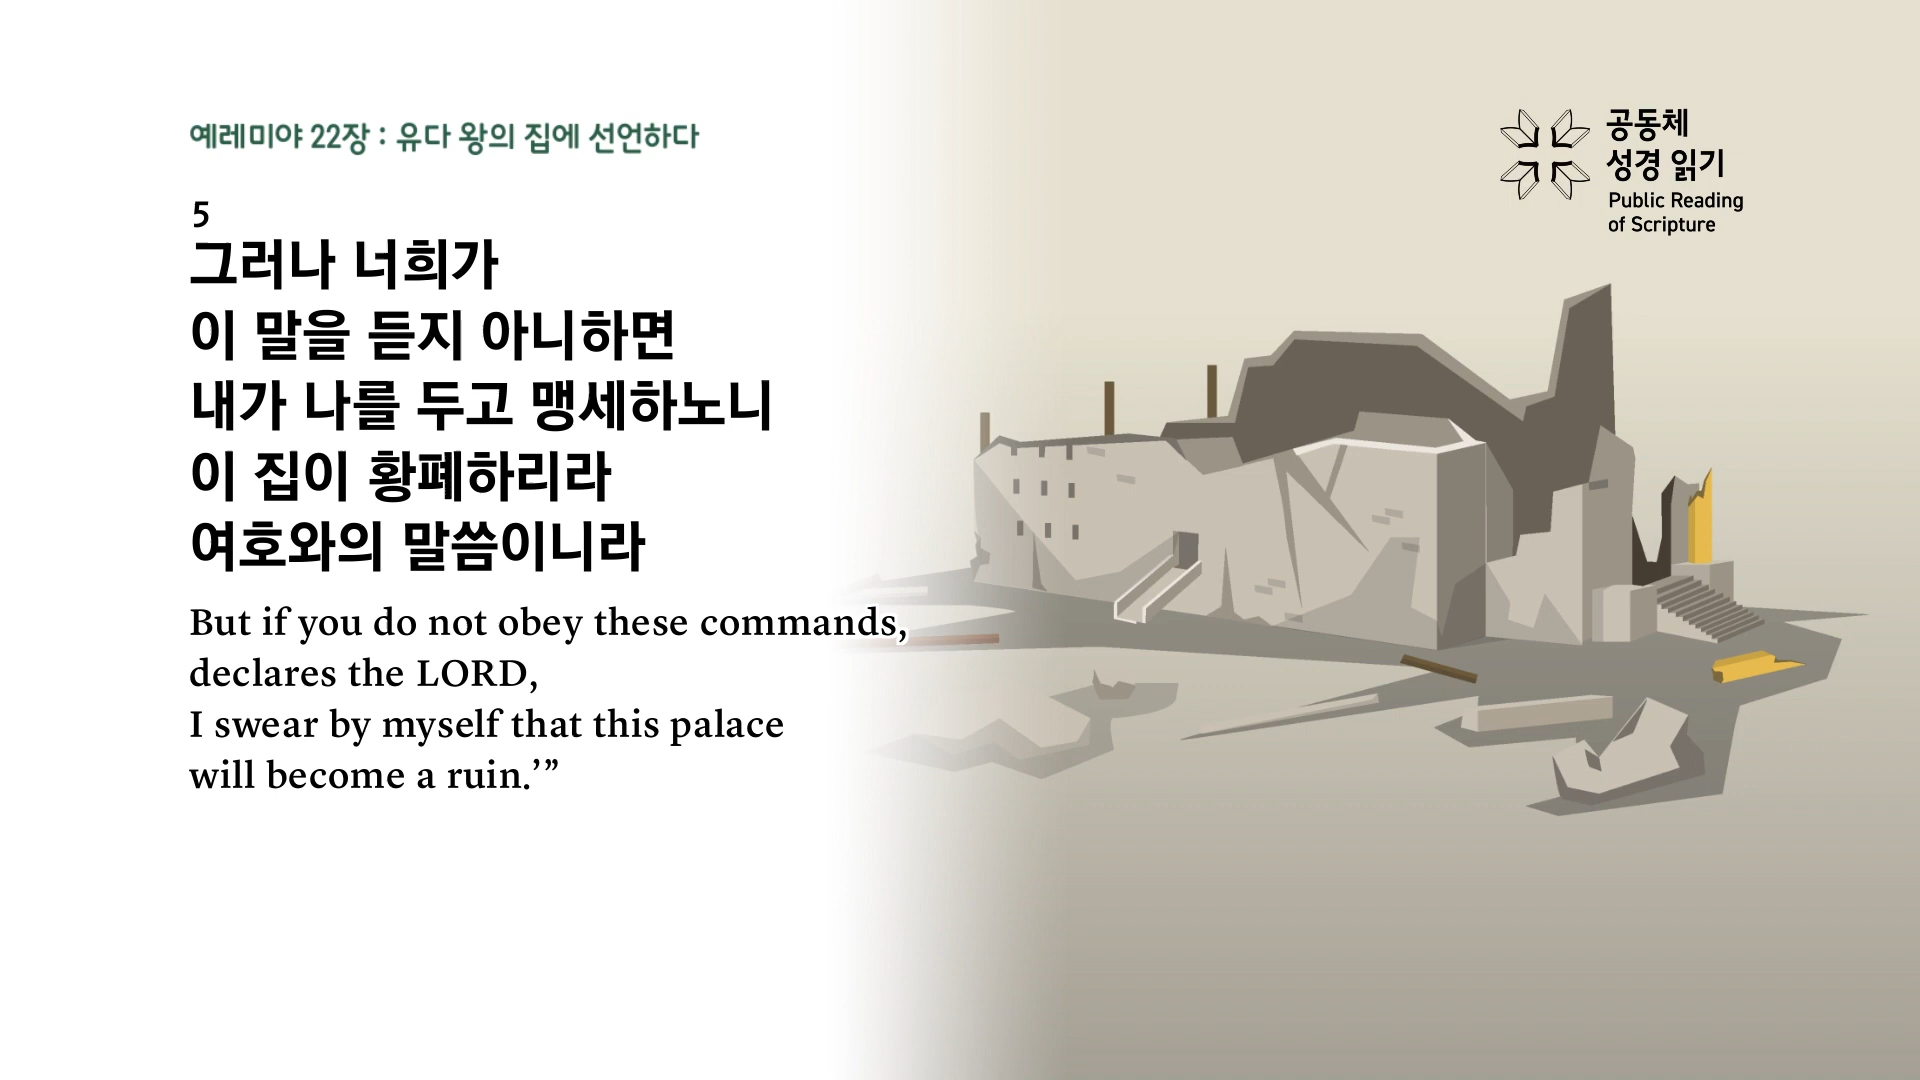 예레미야 22장 : 유다 왕의 집에 선언하다
5
그러나 너희가
이 말을 듣지 아니하면
내가 나를 두고 맹세하노니
이 집이 황폐하리라
여호와의 말씀이니라
But if you do not obey these commands,
declares the LORD,
I swear by myself that this palace
will become a ruin.’”
공동체
성경 읽기
Public Reading
of Scripture